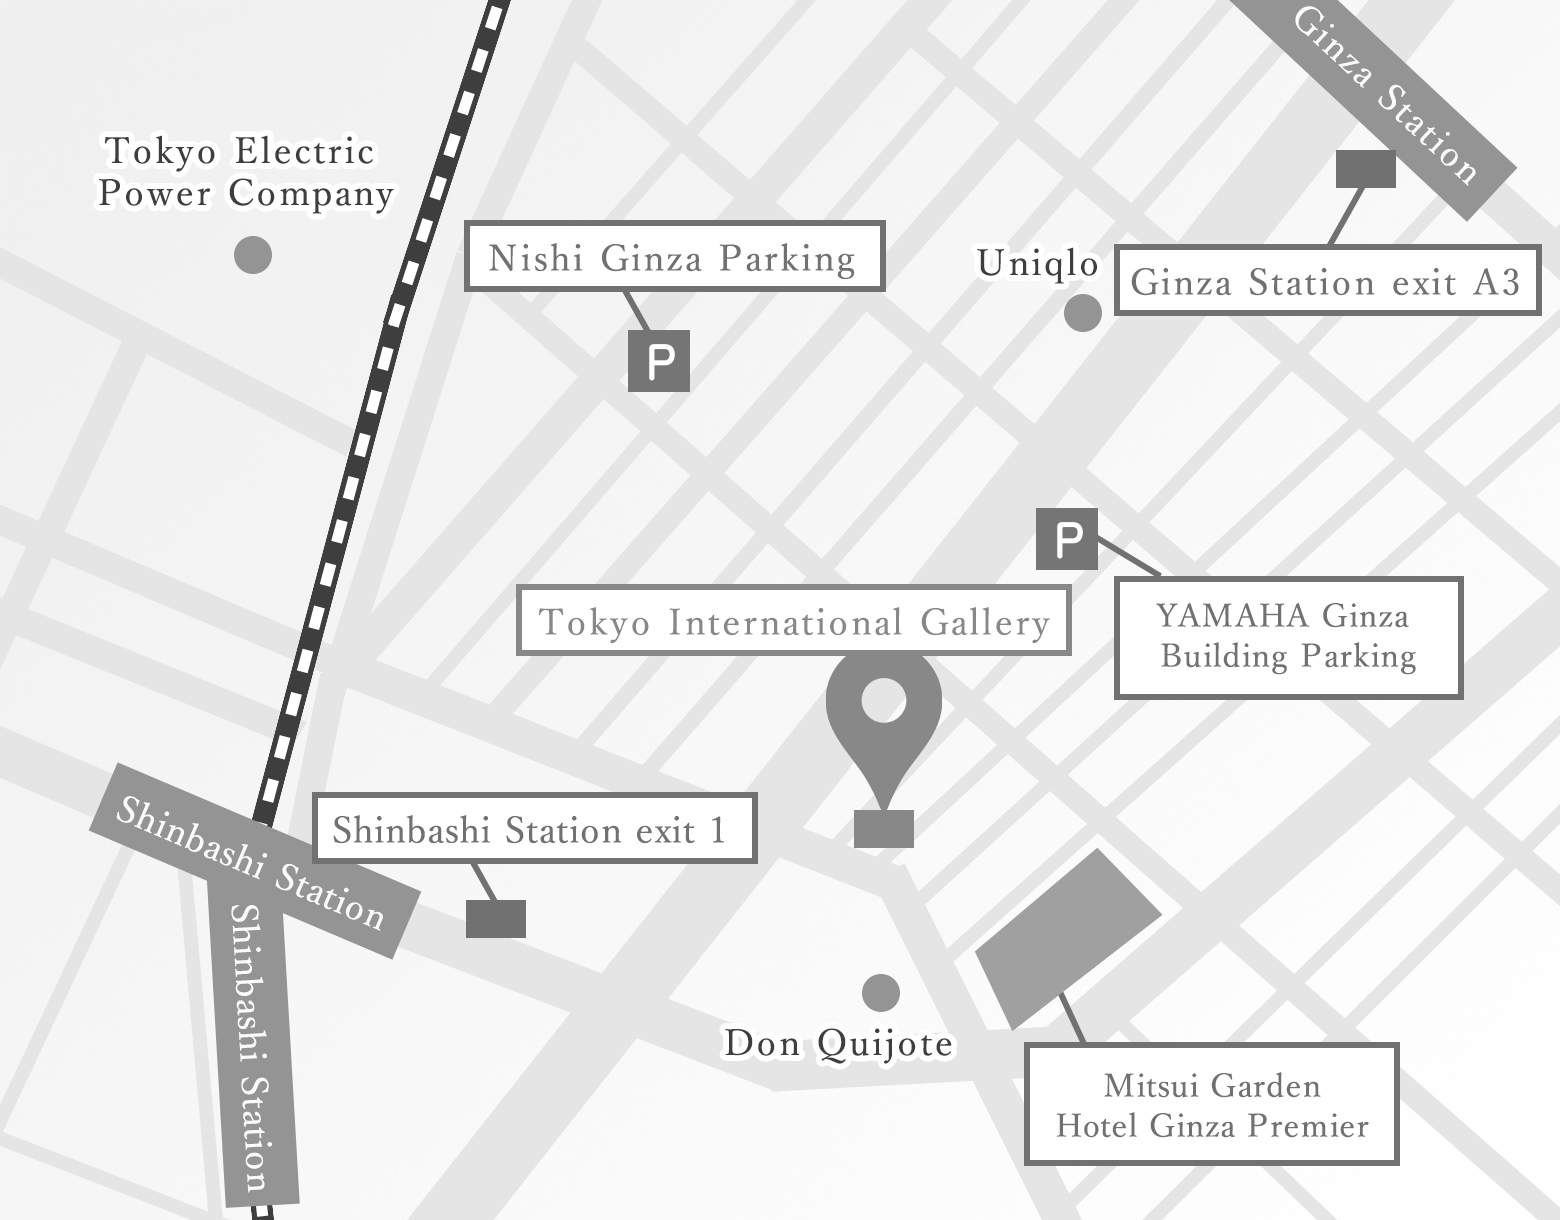 Ginza Station
Tokyo Electric
Power Company
Nishi Ginza Parking
P
Uniqlo
Ginza Station exit A3
P
YAMAHA Ginza
Building Parking
Tokyo International Gallery
Shinbashi Station
Shinbashi Station exit 1
Shinbashi Station
Don Quijote
Mitsui Garden
Hotel Ginza Premier